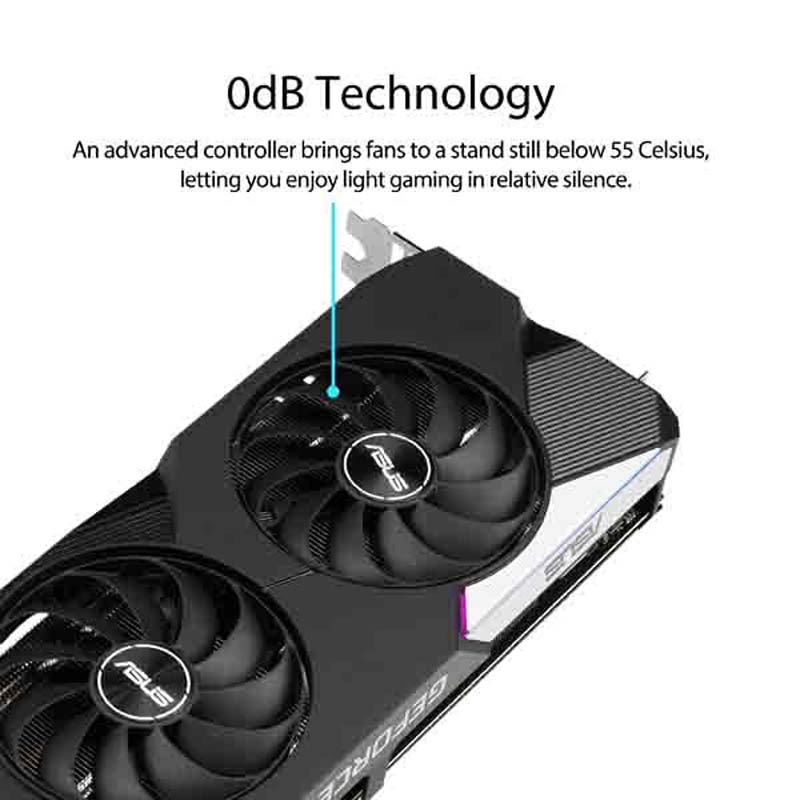 0dB Technology
An advanced controller brings fans to a stand still below 55 Celsius,
letting you enjoy light gaming in relative silence.
ASUS
ASUS
ASUS
GEFORCE